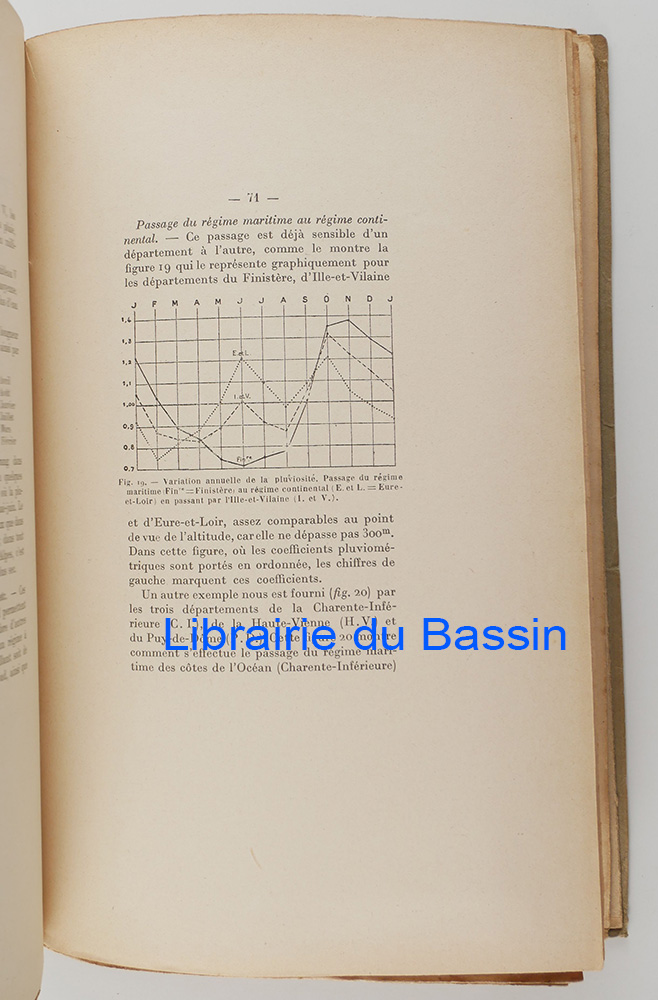 — 71 —
Passage du régime maritime au régime conti-
nental. — Ce passage est déjà sensible d'un
département à l'autre, comme le montre la
figure 19 qui le représente graphiquement pour
les départements du Finistère, d'Ille-et-Vilaine
J F M A M J J A S O N D J
1,4
1,3
1,2
1,1
1,00
0,9
0,8
0,7
E.et L.
I.et V.
Finre
Fig. 19. — Variation annuelle de la pluviosité. Passage du régime
maritime (Finre = Finistère) au régime continental (E. et L. = Eure-
et-Loir) en passant par l'Ille-et-Vilaine (I. et V.).
et d'Eure-et-Loir, assez comparables au point
de vue de l'altitude, car elle ne dépasse pas 300m.
Dans cette figure, où les coefficients pluviomé-
triques sont portés en ordonnée, les chiffres de
gauche marquent ces coefficients.
Un autre exemple nous est fourni (fig. 20) par
les trois départements de la Charente-Infé-
rieure (C. I.), de la Haute-Vienne (H.V.) et
du Puy-de-Dôme (P. D.). Cette figure 20 montre
comment s'effectue le passage du régime mari-
time des côtes de l'Océan (Charente-Inférieure)
Librairie du Bassin